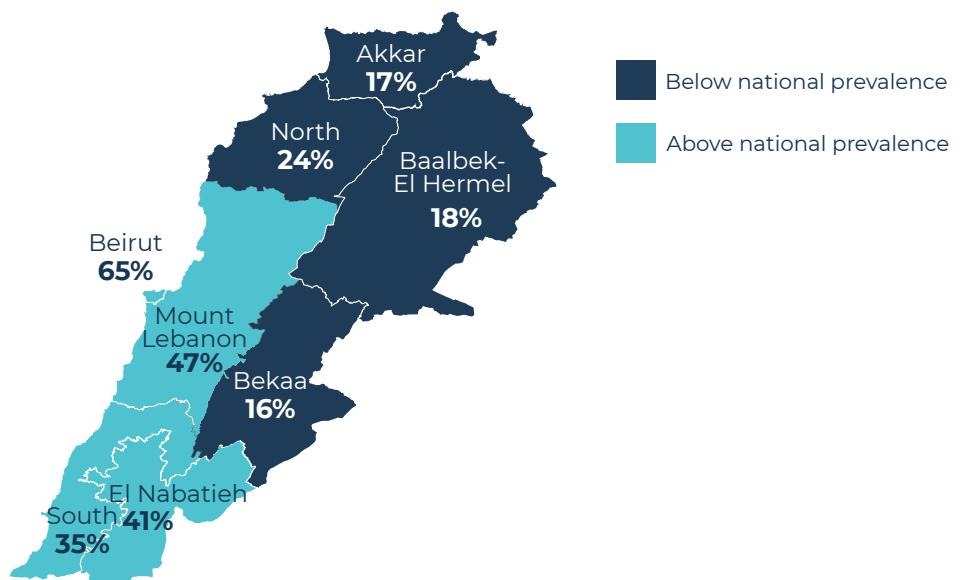 Akkar
17%
North
24%
Baalbek-
El Hermel
18%
Beirut
65%
Mount
Lebanon
47%
Bekaa
16%
El Nabatieh
41%
South
35%
Below national prevalence
Above national prevalence